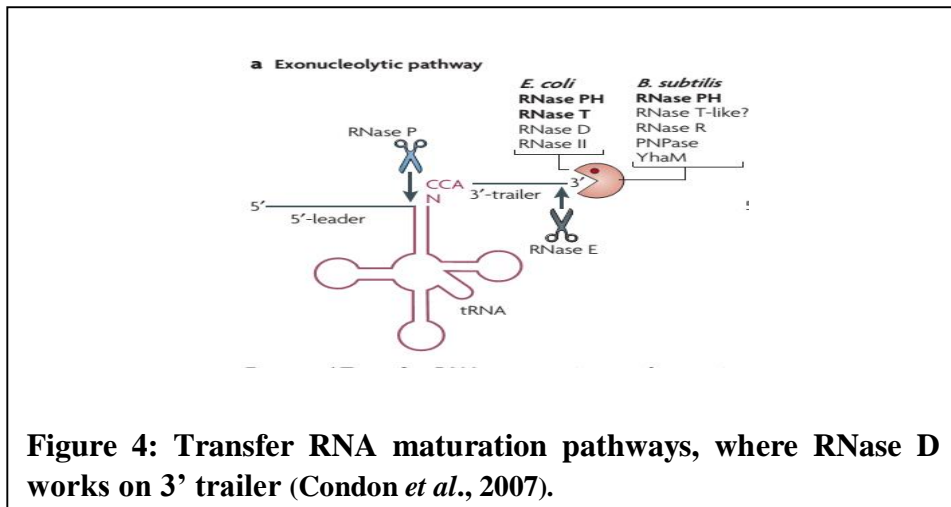 a Exonucleolytic pathway
E. coli
RNase PH
RNase T
RNase D
RNase II
B. subtilis
RNase PH
RNase T-like?
RNase R
PNPase
YhaM
RNase P
CCA
N
3′-trailer
3′
5′
5′-leader
RNase E
tRNA
Figure 4: Transfer RNA maturation pathways, where RNase D
works on 3’ trailer (Condon et al., 2007).